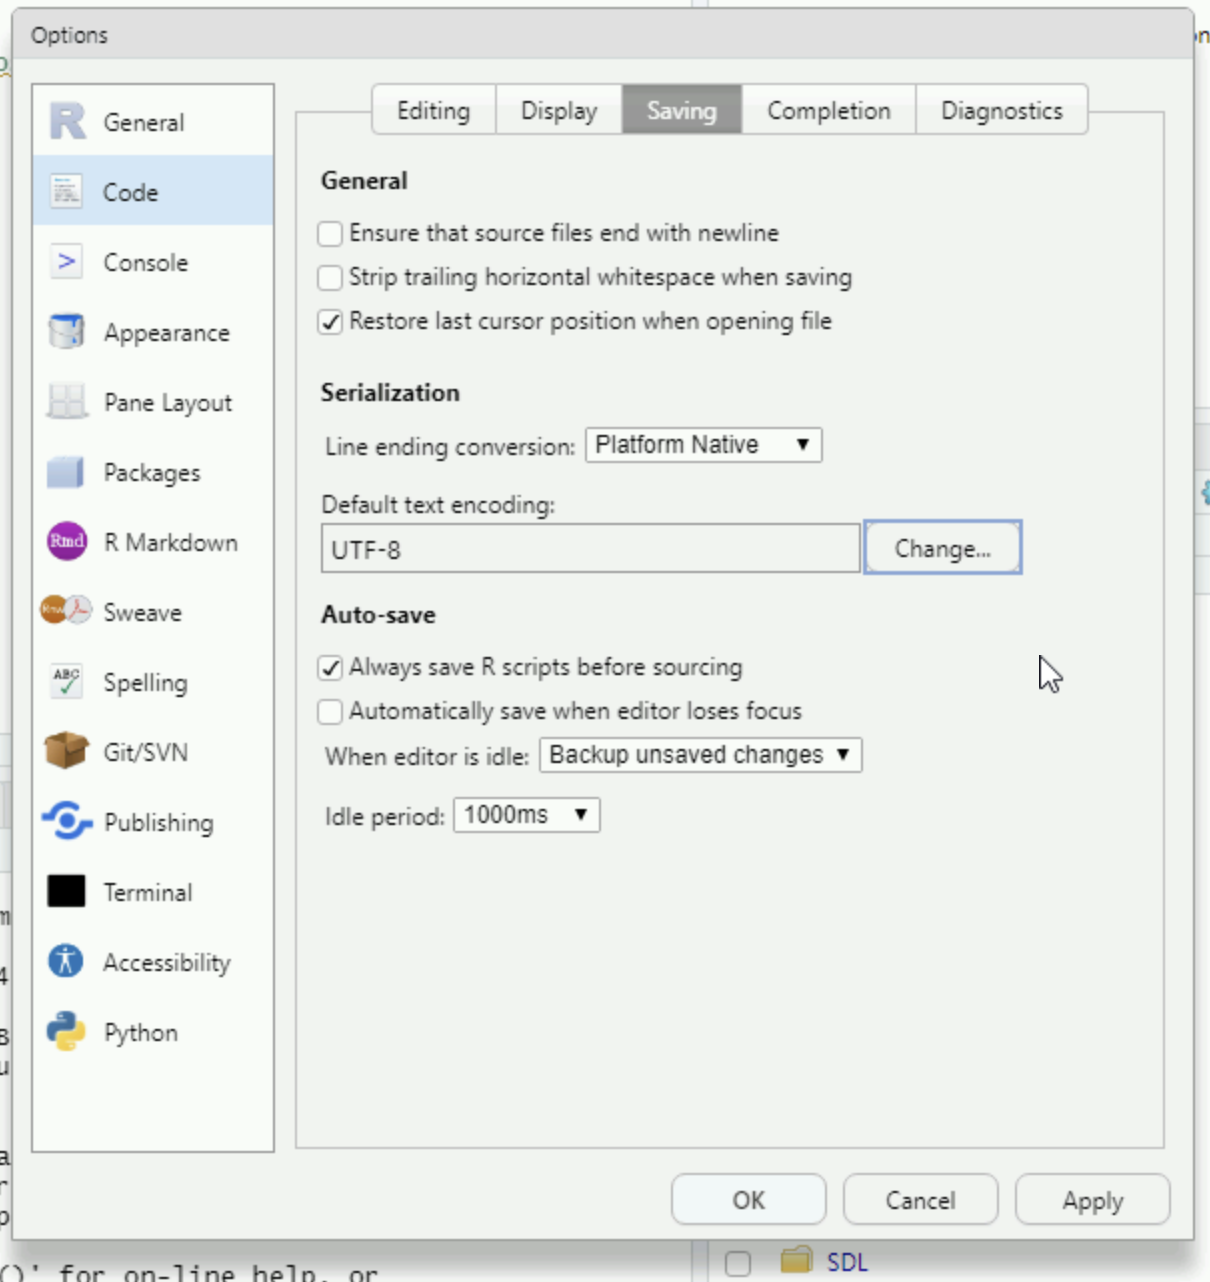 Options
General
Code
Console
Appearance
Pane Layout
Packages
Rmd R Markdown
Sweave
ABC Spelling
Git/SVN
Publishing
Terminal
Accessibility
Python
Editing Display Saving Completion Diagnostics
General
Ensure that source files end with newline
Strip trailing horizontal whitespace when saving
Restore last cursor position when opening file
Serialization
Line ending conversion: Platform Native
Default text encoding:
UTF-8 Change...
Auto-save
Always save R scripts before sourcing
Automatically save when editor loses focus
When editor is idle: Backup unsaved changes
Idle period: 1000ms
OK Cancel Apply
()' for on-line help, or
SDL